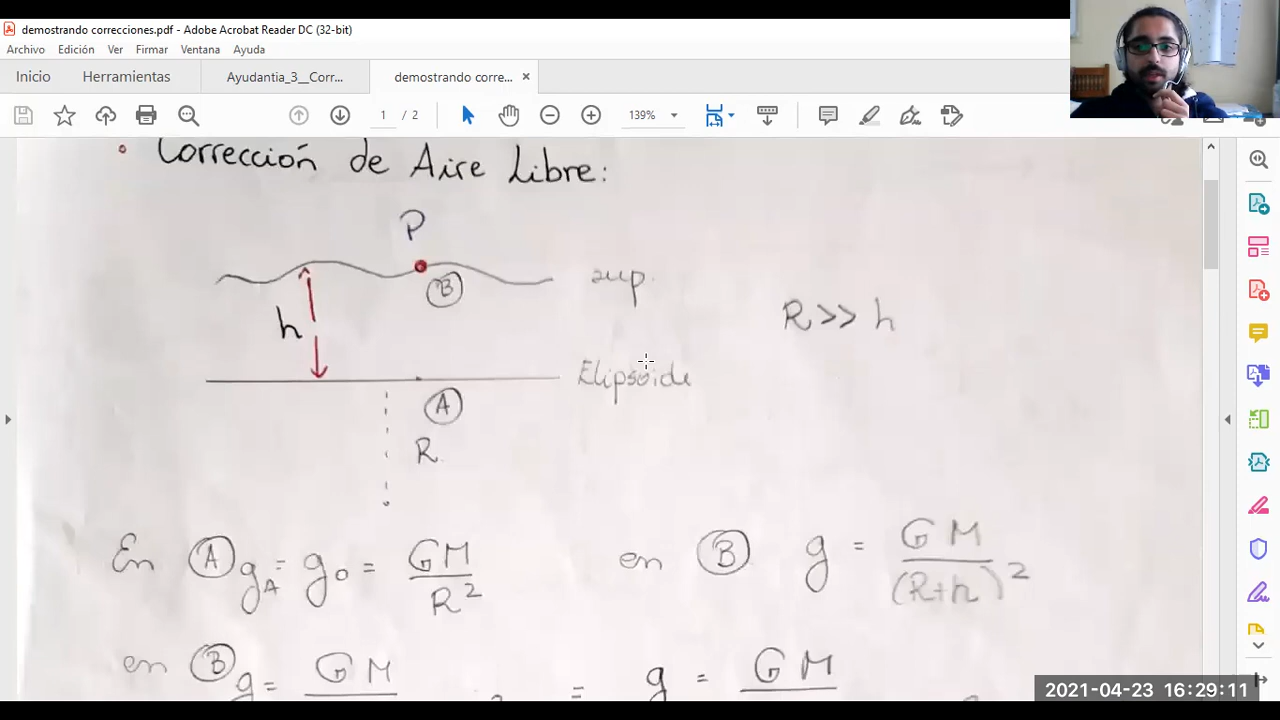 demostrando correcciones.pdf - Adobe Acrobat Reader DC (32-bit)
Archivo Edición Ver Firmar Ventana Ayuda
Inicio Herramientas Ayudantia_3__Corr... demostrando corre... ×
1 / 2 139%
• Corrección de Aire Libre:
P
B
sup.
h
R >> h
Elipsoide
A
R
En A g_A = g_0 = GM / R^2 en B g = GM / (R+h)^2
en B g = GM = g = GM
2021-04-23 16:29:11